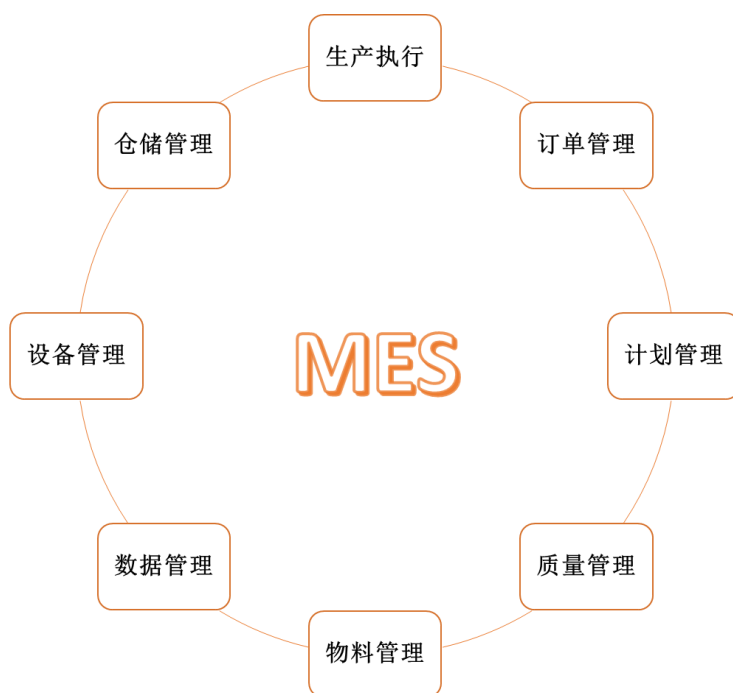 生产执行
仓储管理
订单管理
设备管理
MES
计划管理
数据管理
质量管理
物料管理